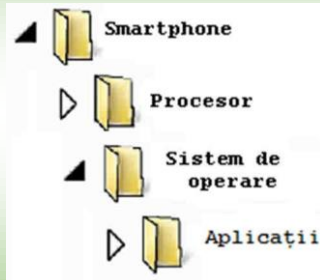 Smartphone
Procesor
Sistem de
operare
Aplicații